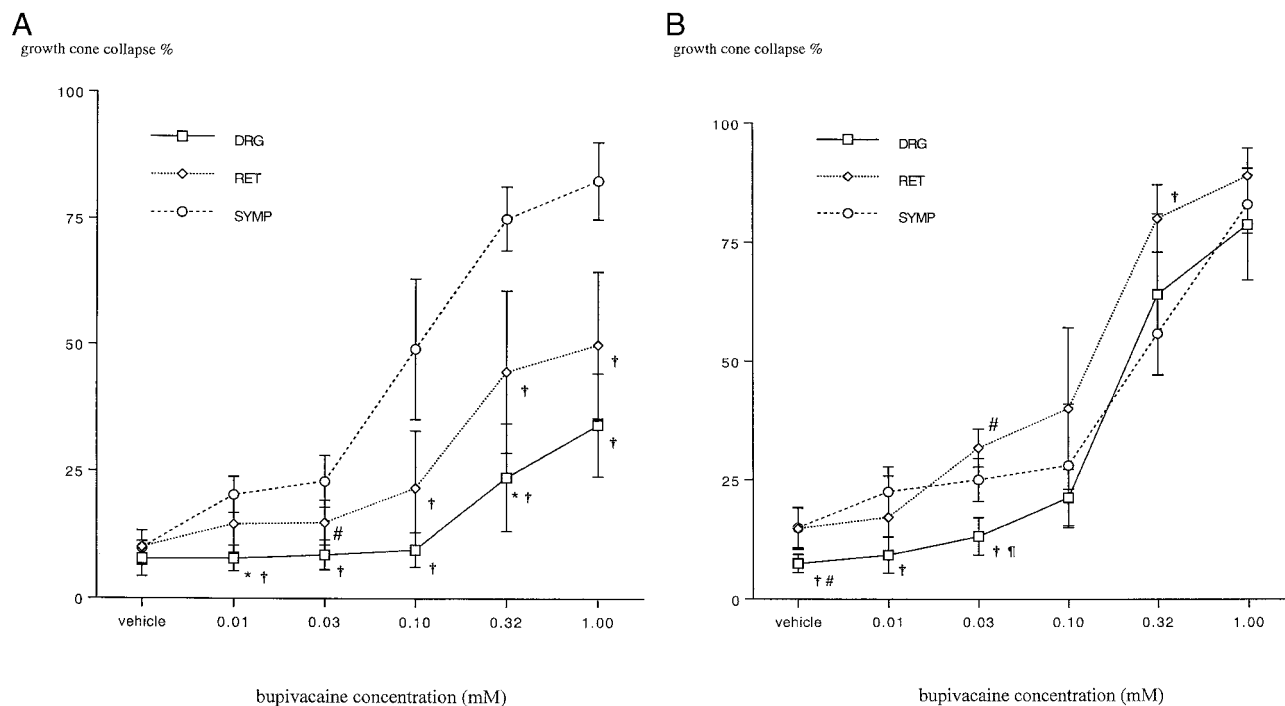 A
growth cone collapse %
100
75
50
25
0
DRG
RET
SYMP
#
* †
†
†
†
†
* †
†
†
vehicle 0.01 0.03 0.10 0.32 1.00
bupivacaine concentration (mM)
B
growth cone collapse %
100
75
50
25
0
DRG
RET
SYMP
†
#
† #
†
† ¶
vehicle 0.01 0.03 0.10 0.32 1.00
bupivacaine concentration (mM)